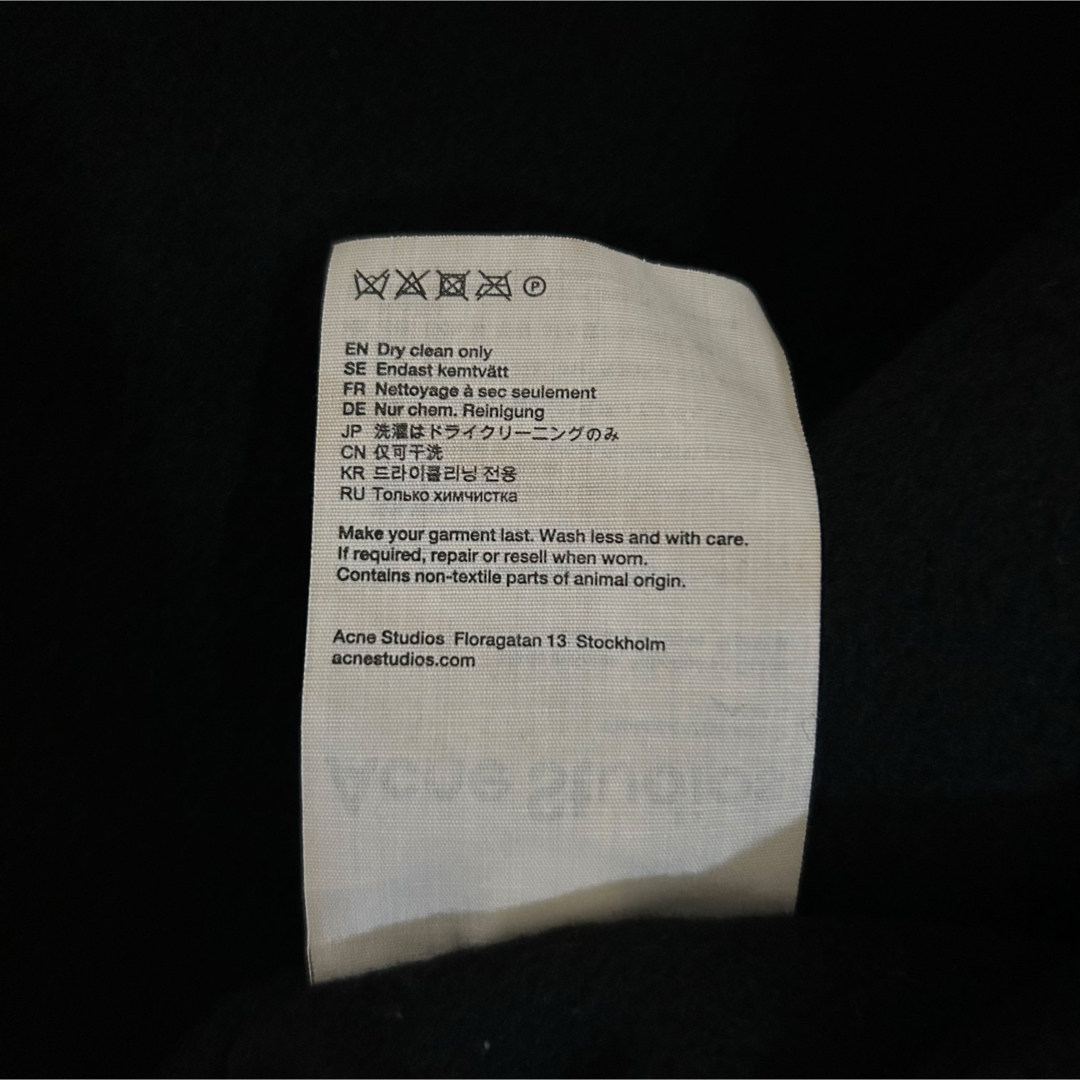 P
EN Dry clean only
SE Endast kemtvätt
FR Nettoyage à sec seulement
DE Nur chem. Reinigung
JP 洗濯はドライクリーニングのみ
CN 仅可干洗
KR 드라이클리닝 전용
RU Только химчистка
Make your garment last. Wash less and with care.
If required, repair or resell when worn.
Contains non-textile parts of animal origin.
Acne Studios Floragatan 13 Stockholm
acnestudios.com
Acne Studios